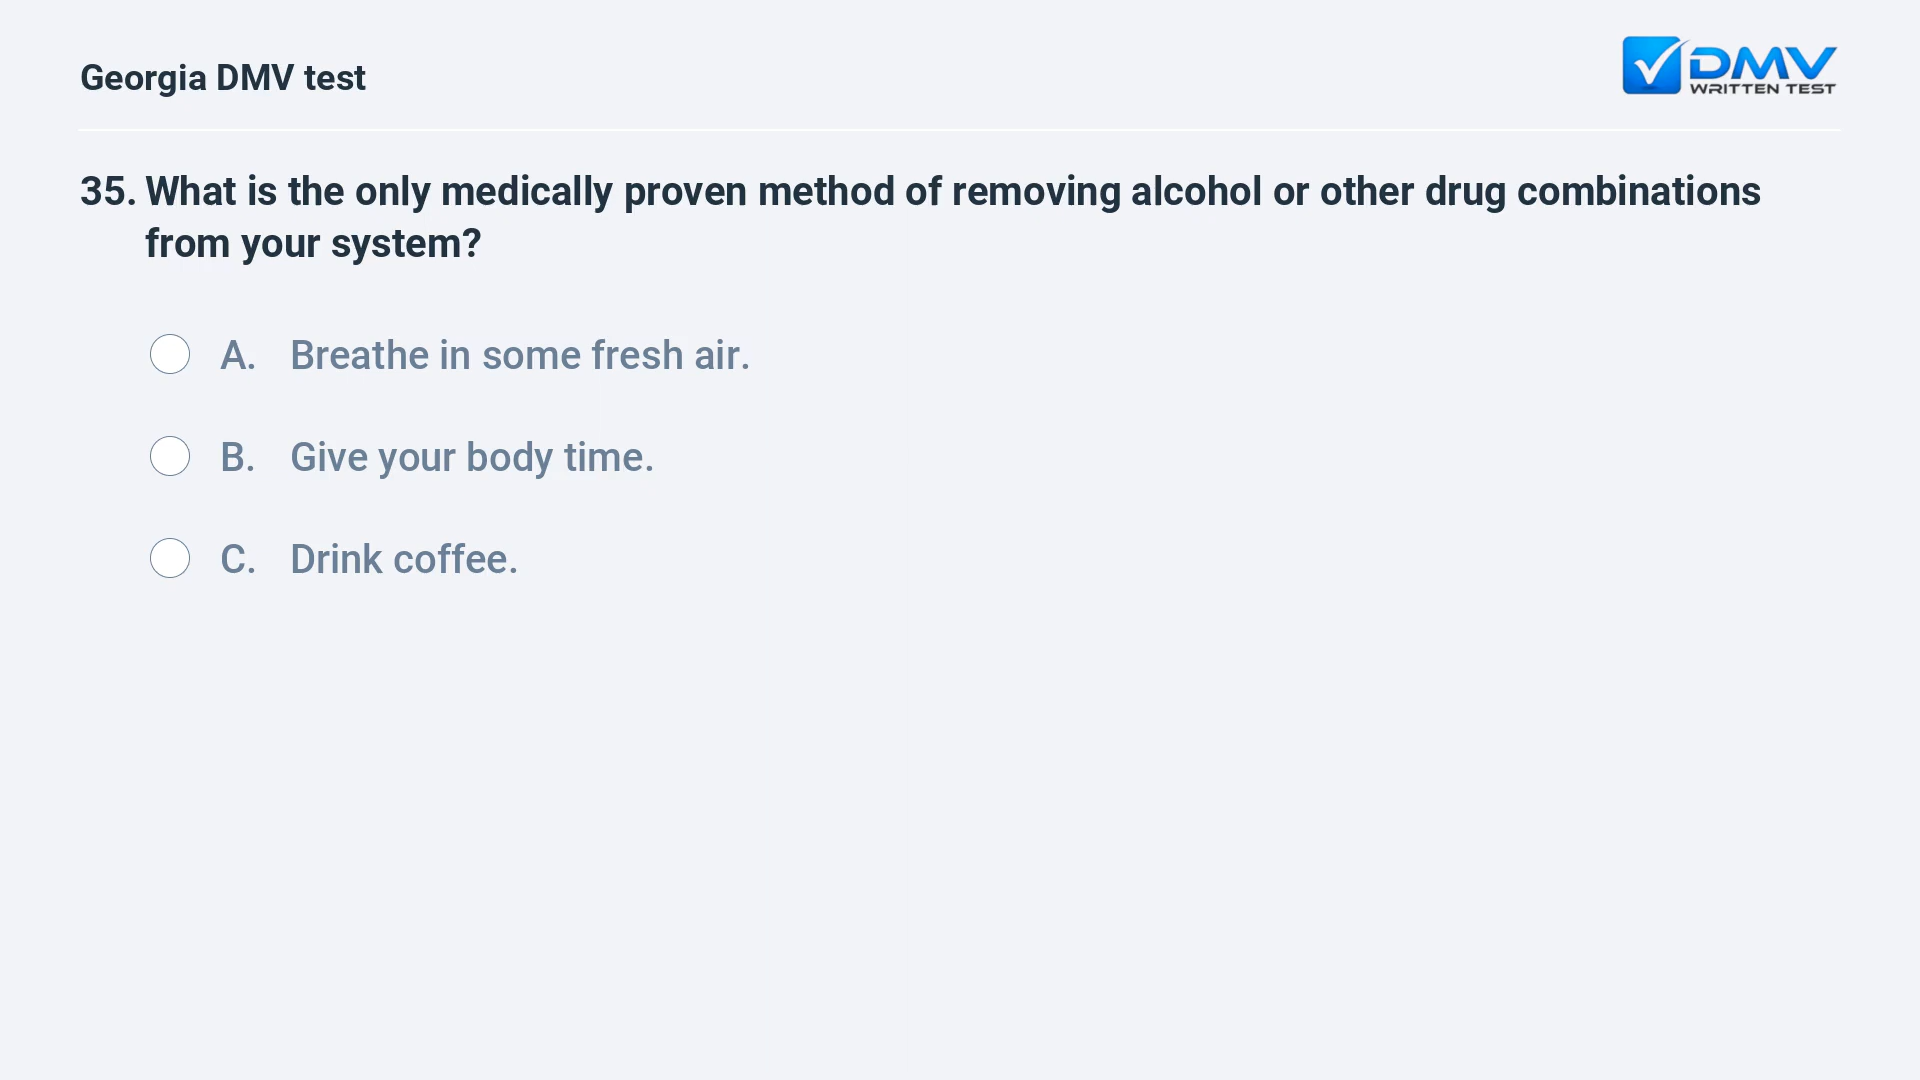 Georgia DMV test
DMV
WRITTEN TEST
35. What is the only medically proven method of removing alcohol or other drug combinations
from your system?
A. Breathe in some fresh air.
B. Give your body time.
C. Drink coffee.